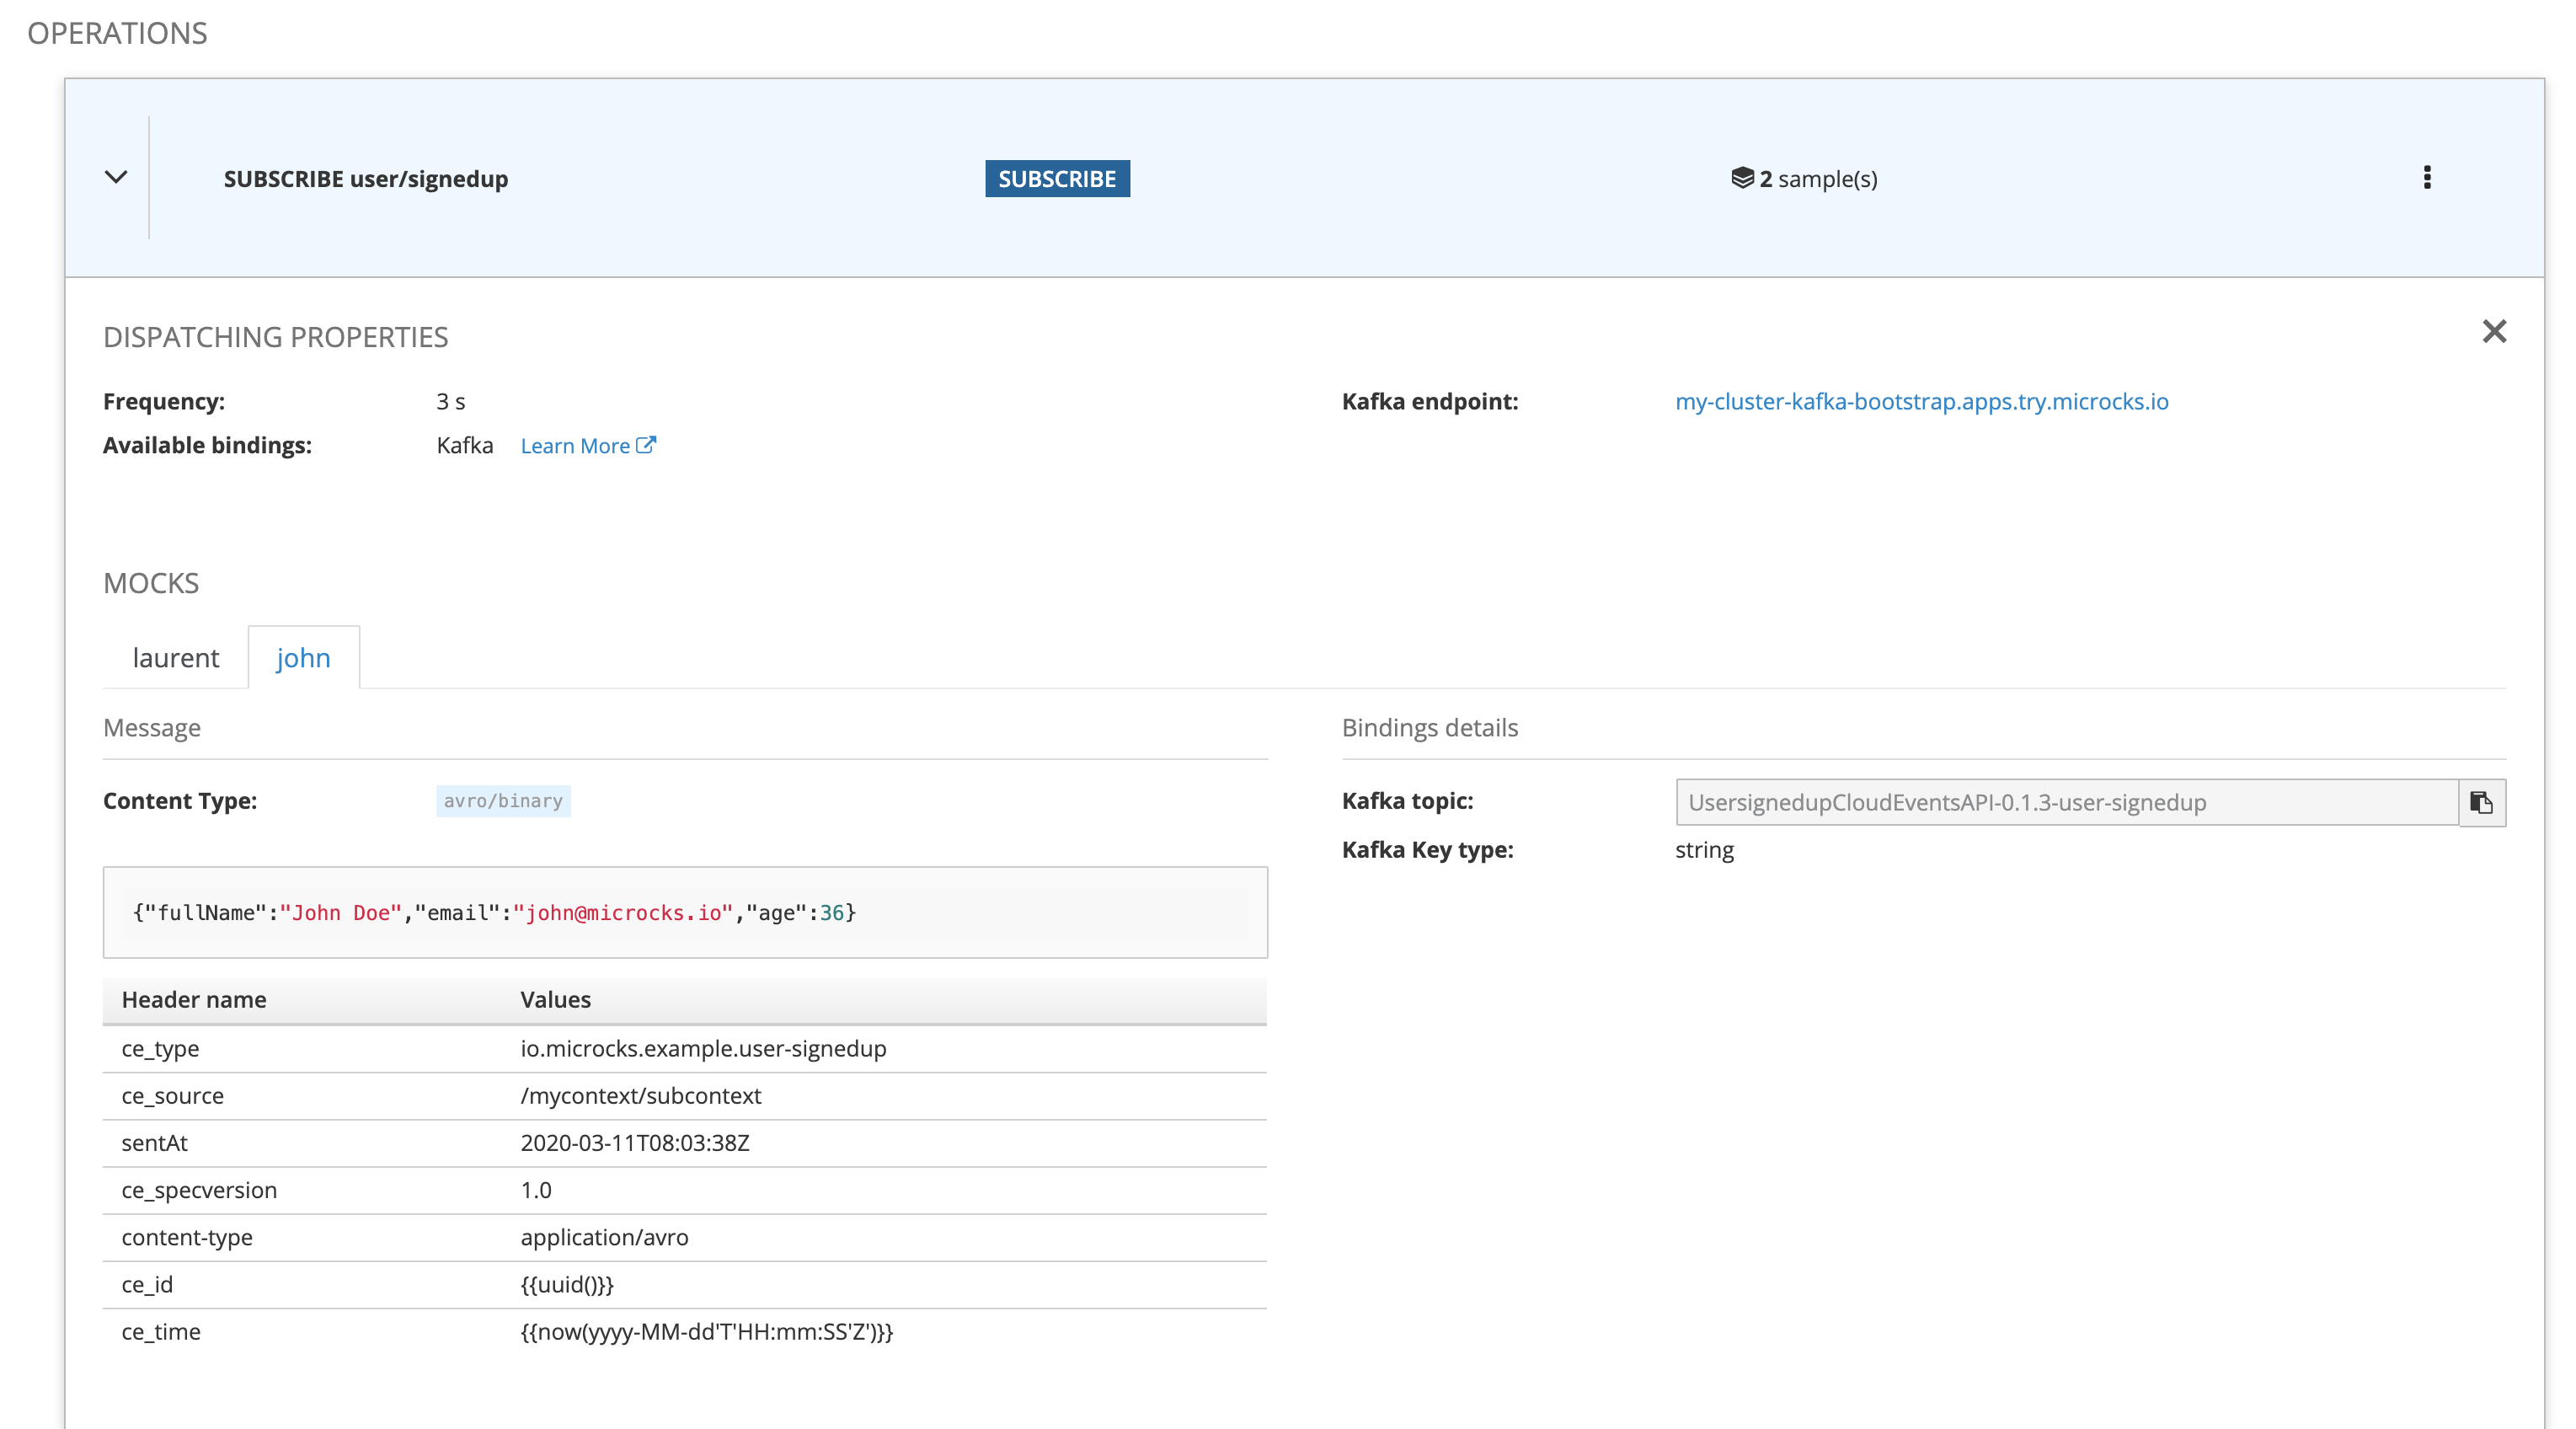 OPERATIONS
SUBSCRIBE user/signedup SUBSCRIBE 2 sample(s)
DISPATCHING PROPERTIES
Frequency: 3 s Kafka endpoint: my-cluster-kafka-bootstrap.apps.try.microcks.io
Available bindings: Kafka Learn More
MOCKS
laurent john
Message Bindings details
Content Type: avro/binary Kafka topic: UsersignedupCloudEventsAPI-0.1.3-user-signedup
Kafka Key type: string
{"fullName":"John Doe","email":"john@microcks.io","age":36}
Header name Values
ce_type io.microcks.example.user-signedup
ce_source /mycontext/subcontext
sentAt 2020-03-11T08:03:38Z
ce_specversion 1.0
content-type application/avro
ce_id {{uuid()}}
ce_time {{now(yyyy-MM-dd'T'HH:mm:SS'Z')}}